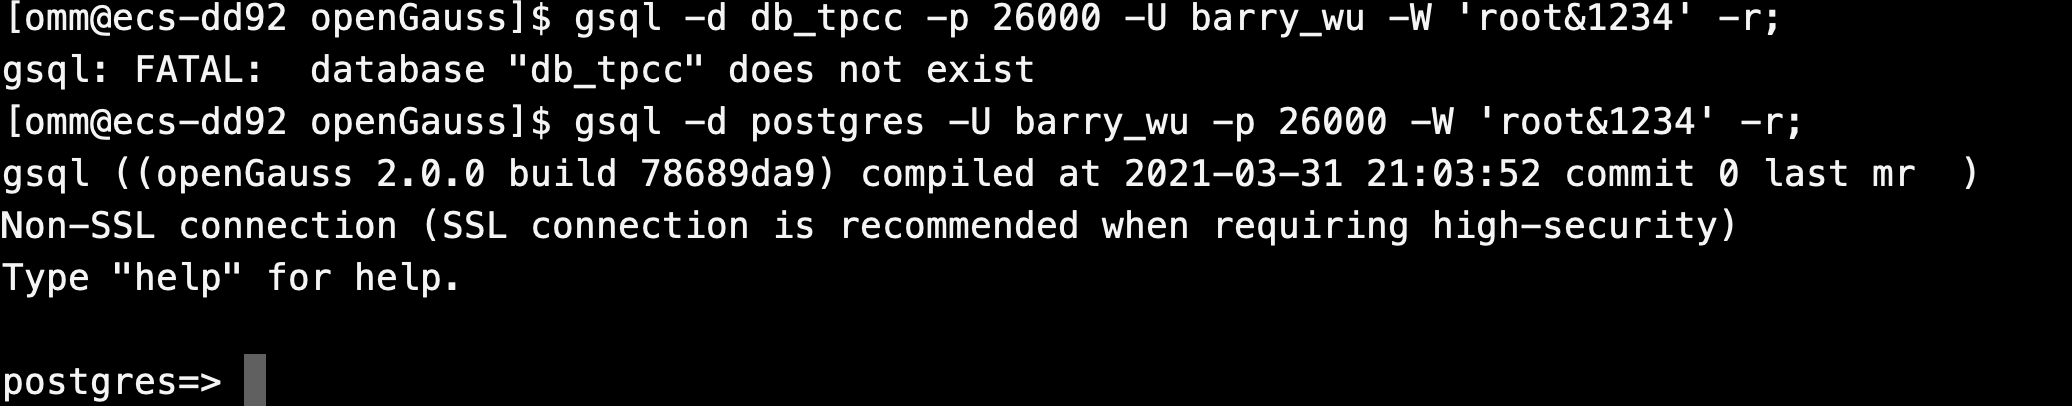 [omm@ecs-dd92 openGauss]$ gsql -d db_tpcc -p 26000 -U barry_wu -W 'root&1234' -r;
gsql: FATAL:  database "db_tpcc" does not exist
[omm@ecs-dd92 openGauss]$ gsql -d postgres -U barry_wu -p 26000 -W 'root&1234' -r;
gsql ((openGauss 2.0.0 build 78689da9) compiled at 2021-03-31 21:03:52 commit 0 last mr  )
Non-SSL connection (SSL connection is recommended when requiring high-security)
Type "help" for help.
postgres=>